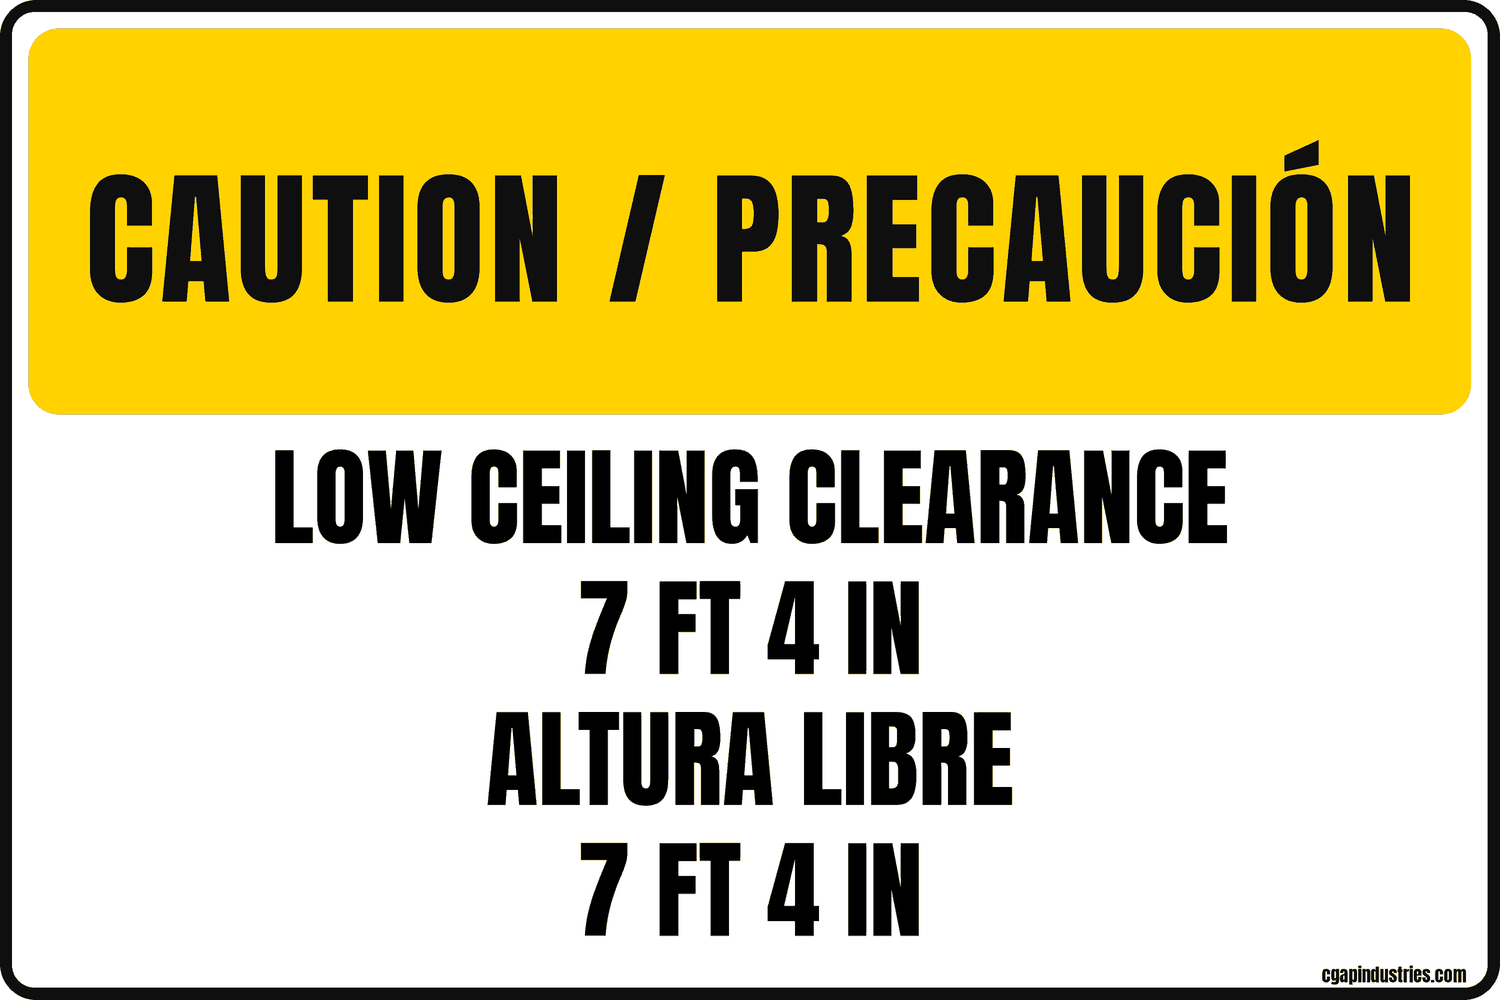 CAUTION / PRECAUCIÓN
LOW CEILING CLEARANCE
7 FT 4 IN
ALTURA LIBRE
7 FT 4 IN
cgapindustries.com